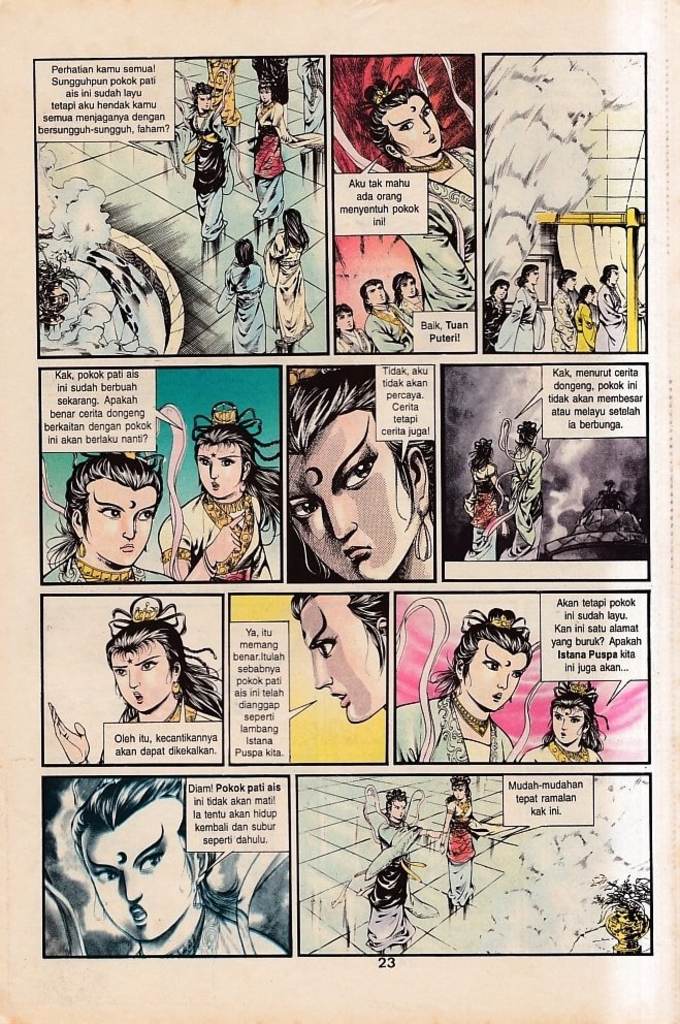 Perhatian kamu semua!
Sungguhpun pokok pati
ais ini sudah layu
tetapi aku hendak kamu
semua menjaganya dengan
bersungguh-sungguh, faham?
Aku tak mahu
ada orang
menyentuh pokok
ini!
Baik, Tuan
Puteri!
Kak, pokok pati ais
ini sudah berbuah
sekarang. Apakah
benar cerita dongeng
berkaitan dengan pokok
ini akan berlaku nanti?
Tidak, aku
tidak akan
percaya.
Cerita
tetapi
cerita juga!
Kak, menurut cerita
dongeng, pokok ini
tidak akan membesar
atau melayu setelah
ia berbunga.
Oleh itu, kecantikannya
akan dapat dikekalkan.
Ya, itu
memang
benar.Itulah
sebabnya
pokok pati
ais ini telah
dianggap
seperti
lambang
Istana
Puspa kita.
Akan tetapi pokok
ini sudah layu.
Kan ini satu alamat
yang buruk? Apakah
Istana Puspa kita
ini juga akan...
Diam! Pokok pati ais
ini tidak akan mati!
Ia tentu akan hidup
kembali dan subur
seperti dahulu.
Mudah-mudahan
tepat ramalan
kak ini.
23